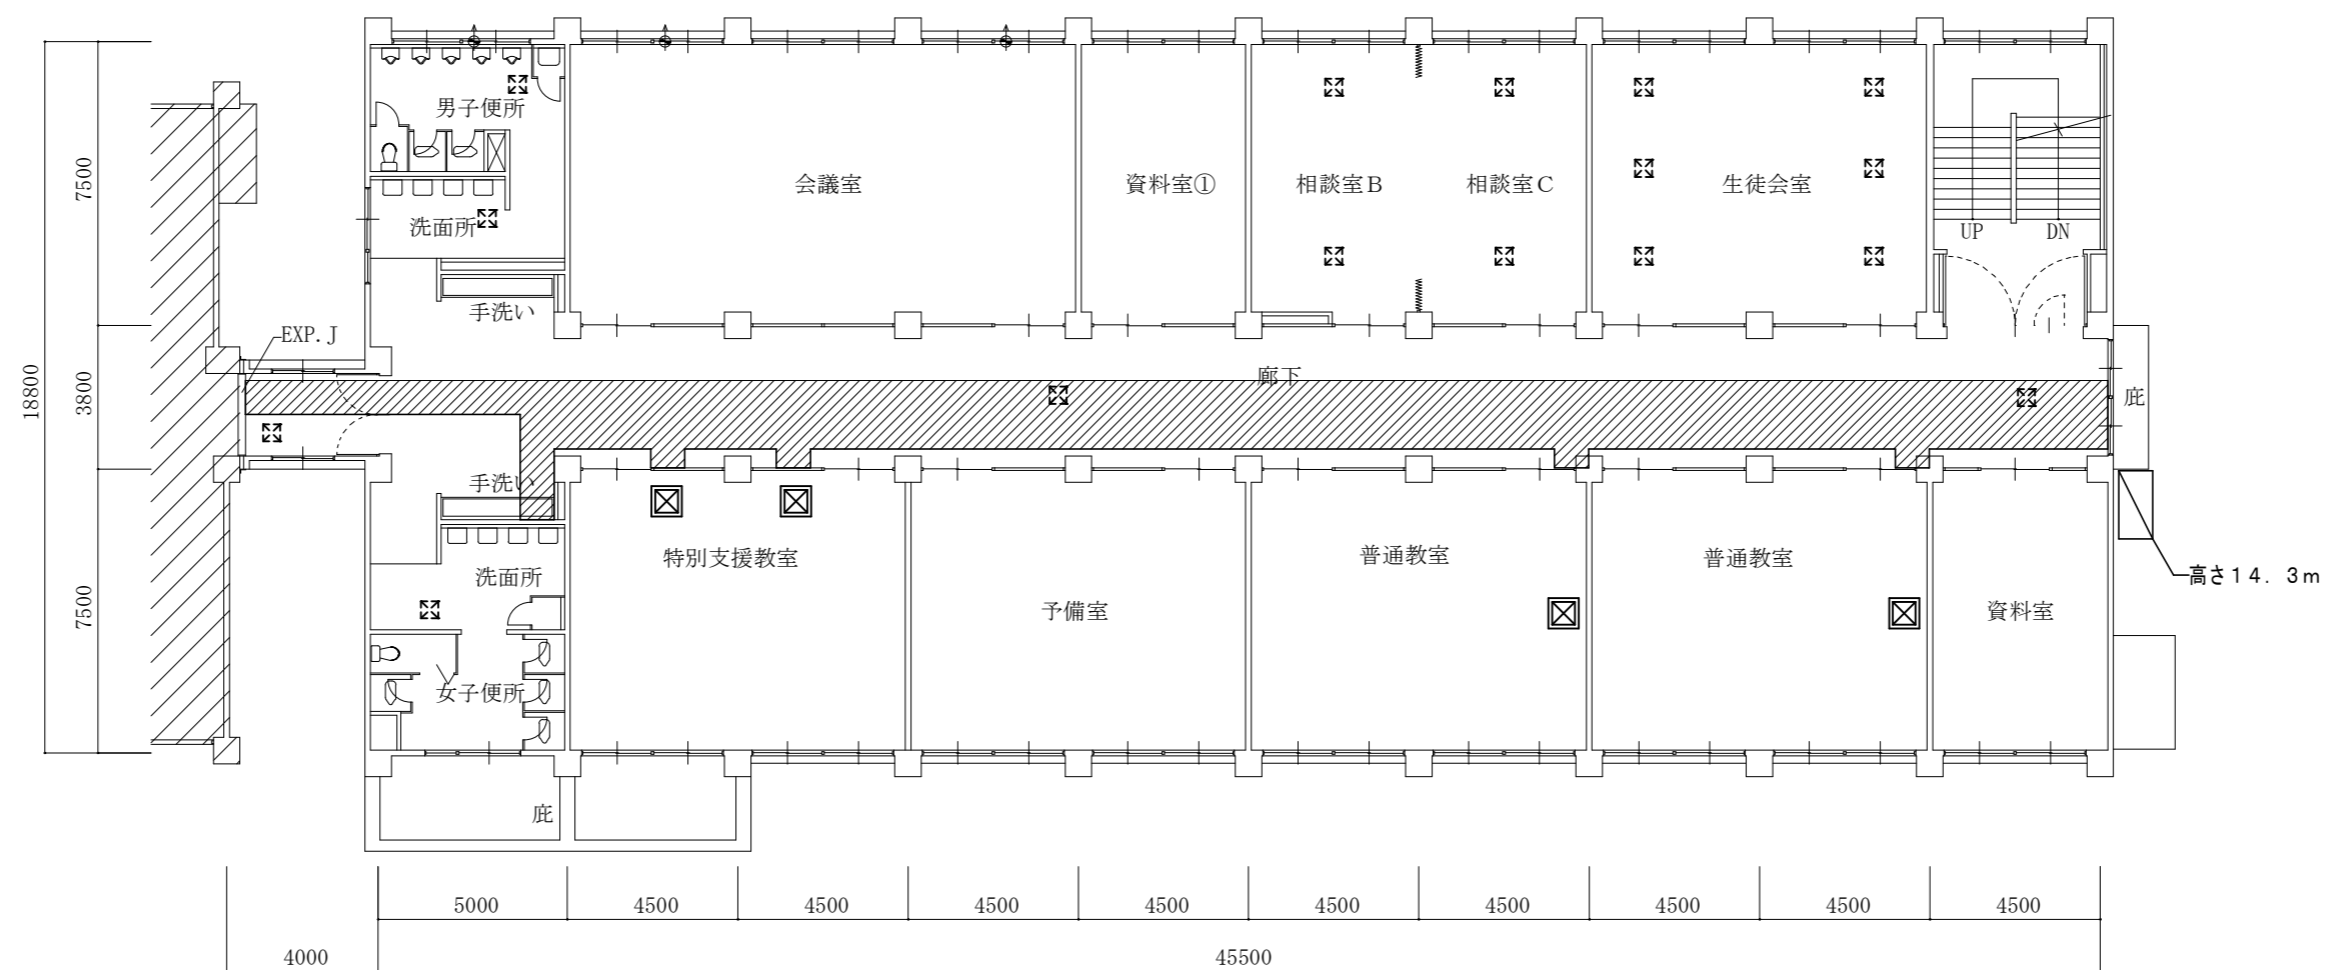 男子便所
洗面所
手洗い
会議室
資料室①
相談室Ｂ
相談室Ｃ
生徒会室
UP
DN
EXP.J
廊下
庇
手洗い
洗面所
女子便所
特別支援教室
予備室
普通教室
普通教室
資料室
高さ１４．３ｍ
庇
7500
3800
7500
18800
5000
4500
4500
4500
4500
4500
4500
4500
4500
4500
4000
45500